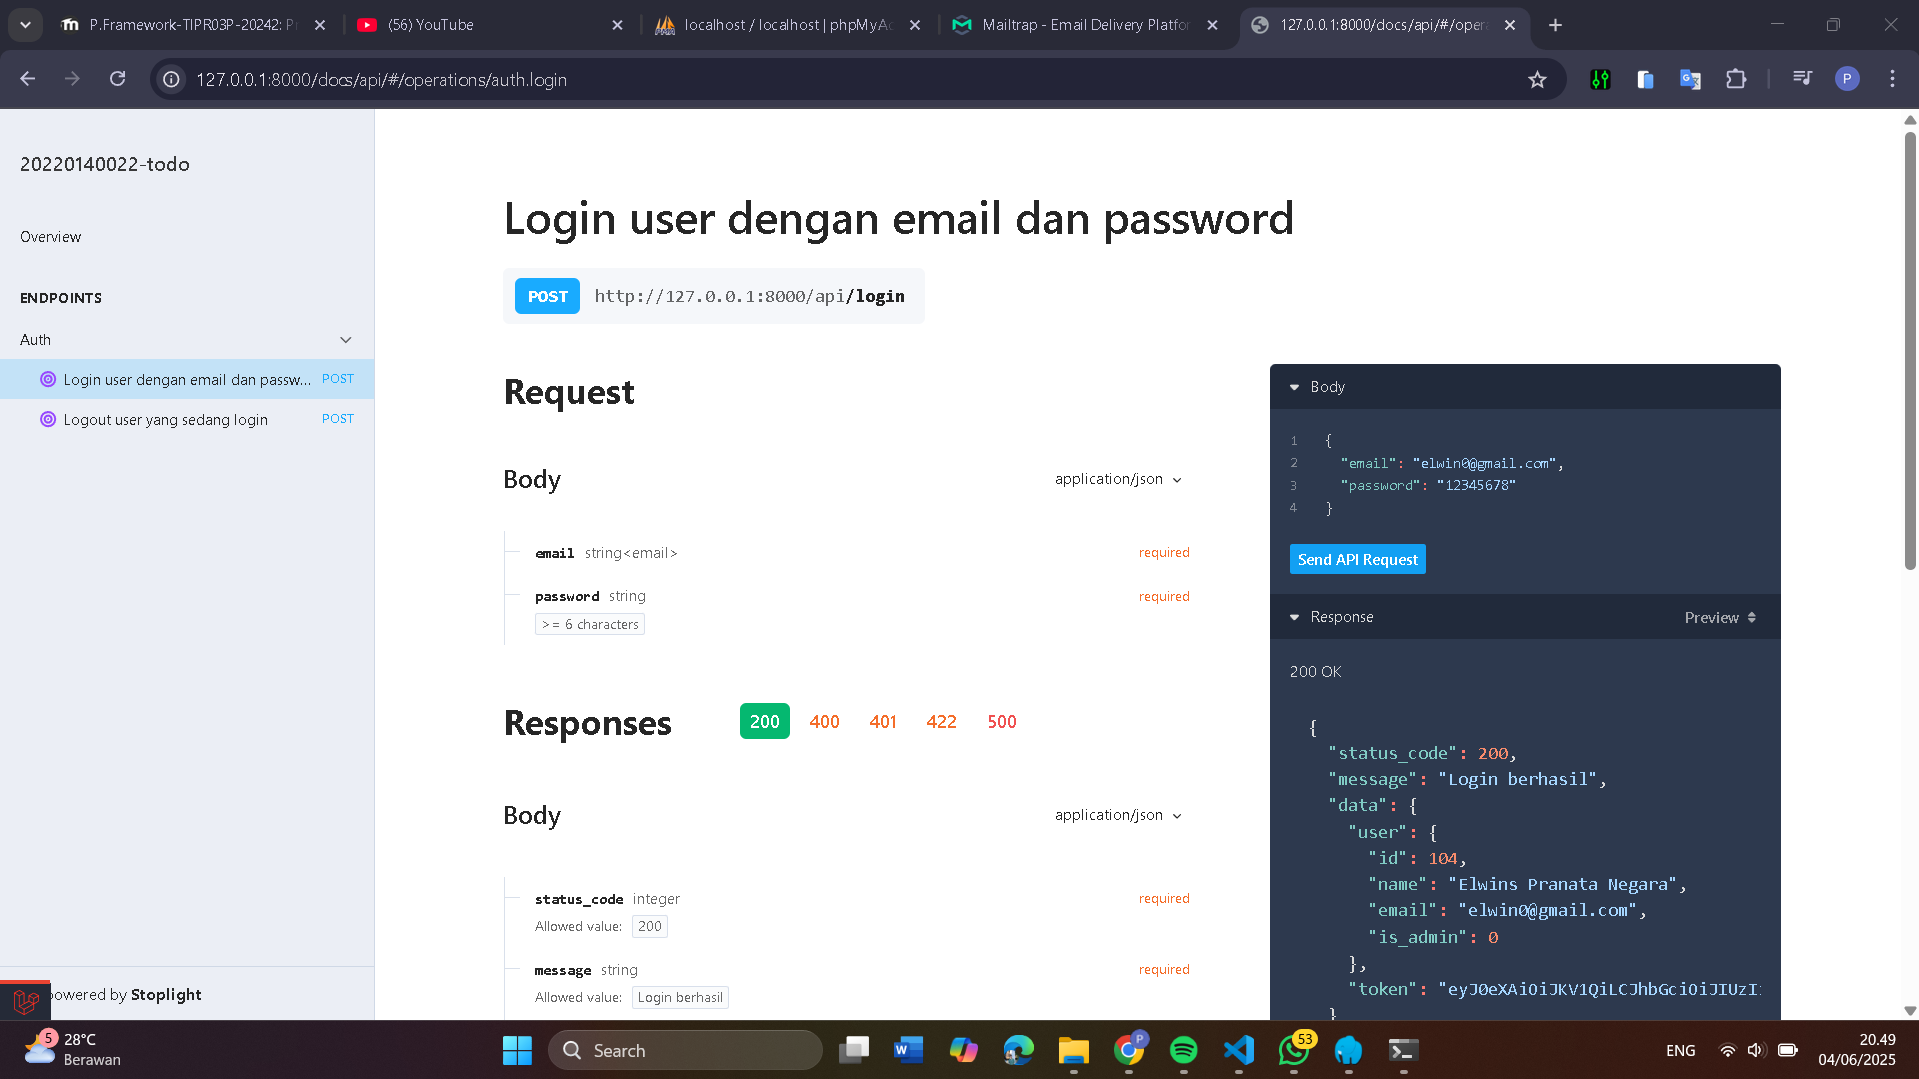 P.Framework-TIPR03P-20242: P
(56) YouTube
localhost / localhost | phpMyA
Mailtrap - Email Delivery Platfo
127.0.0.1:8000/docs/api/#/oper
127.0.0.1:8000/docs/api/#/operations/auth.login
P
20220140022-todo
Overview
ENDPOINTS
Auth
Login user dengan email dan passw... POST
Logout user yang sedang login POST
powered by Stoplight
Login user dengan email dan password
POST http://127.0.0.1:8000/api/login
Request
Body application/json
email string<email> required
password string required
>= 6 characters
Responses 200 400 401 422 500
Body application/json
status_code integer required
Allowed value: 200
message string required
Allowed value: Login berhasil
Body
1 {
2 "email": "elwin0@gmail.com",
3 "password": "12345678"
4 }
Send API Request
Response Preview
200 OK
{
"status_code": 200,
"message": "Login berhasil",
"data": {
"user": {
"id": 104,
"name": "Elwins Pranata Negara",
"email": "elwin0@gmail.com",
"is_admin": 0
},
"token": "eyJ0eXAiOiJKV1QiLCJhbGciOiJIUzI
}
5
28°C
Berawan
Search
P
53
ENG
20.49
04/06/2025